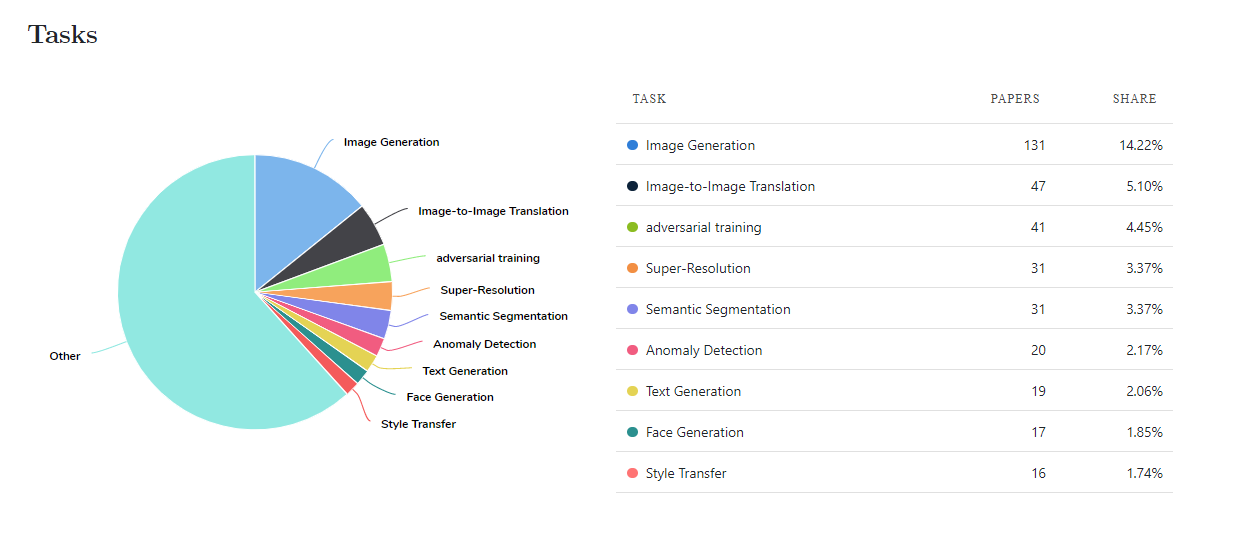 Tasks
Image Generation
Image-to-Image Translation
adversarial training
Super-Resolution
Semantic Segmentation
Anomaly Detection
Text Generation
Face Generation
Style Transfer
Other
TASK PAPERS SHARE
Image Generation 131 14.22%
Image-to-Image Translation 47 5.10%
adversarial training 41 4.45%
Super-Resolution 31 3.37%
Semantic Segmentation 31 3.37%
Anomaly Detection 20 2.17%
Text Generation 19 2.06%
Face Generation 17 1.85%
Style Transfer 16 1.74%